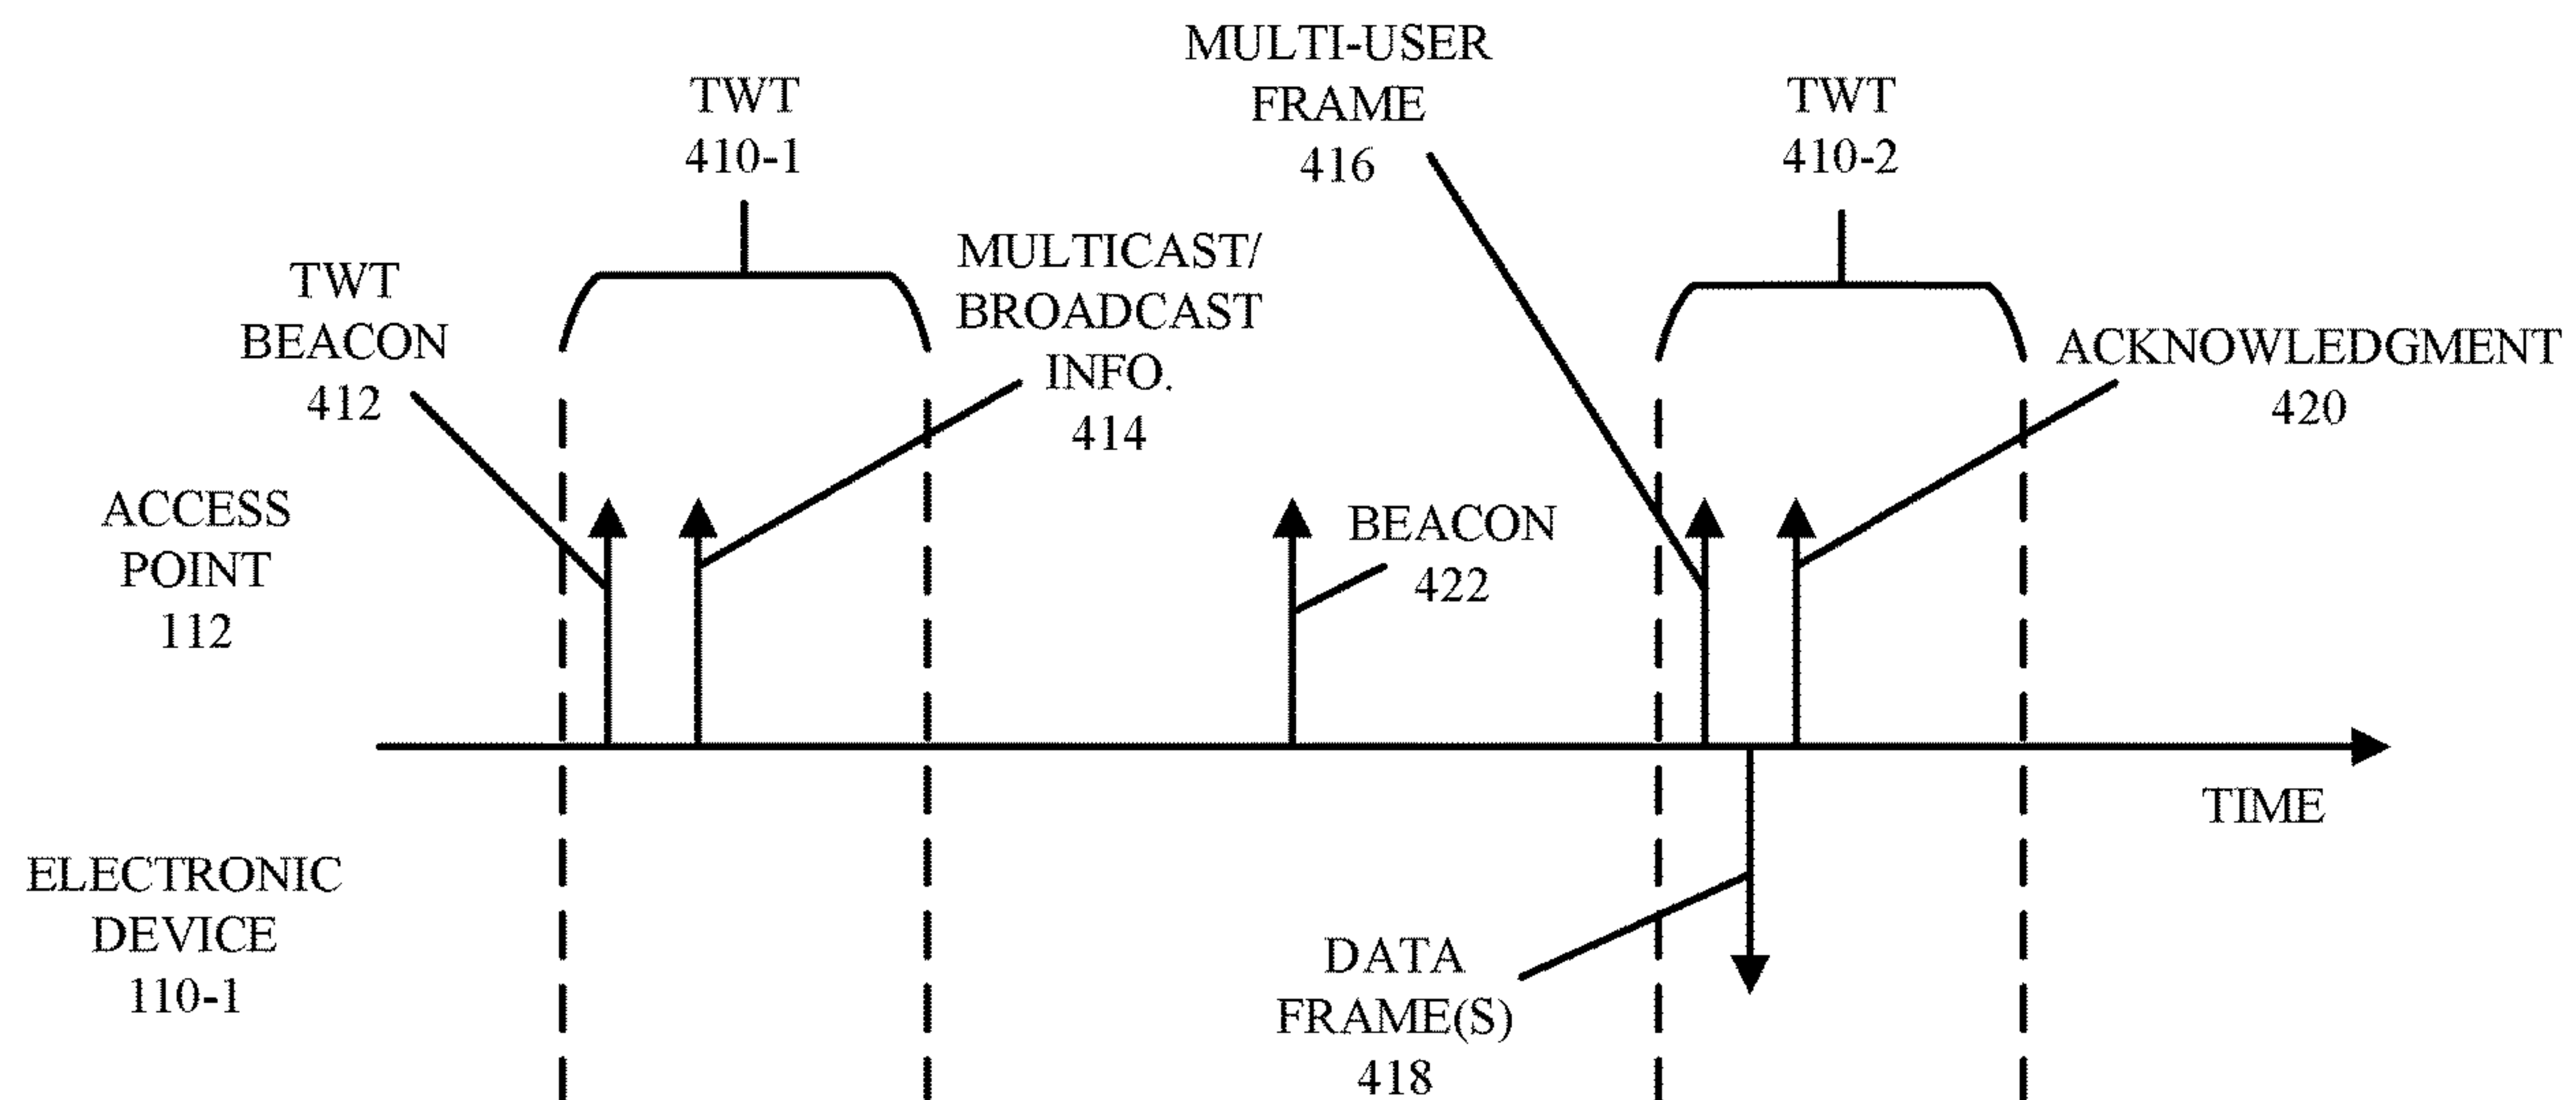 MULTI-USER
FRAME
416
TWT
410-1
TWT
410-2
TWT
BEACON
412
MULTICAST/
BROADCAST
INFO.
414
ACKNOWLEDGMENT
420
ACCESS
POINT
112
BEACON
422
TIME
ELECTRONIC
DEVICE
110-1
DATA
FRAME(S)
418